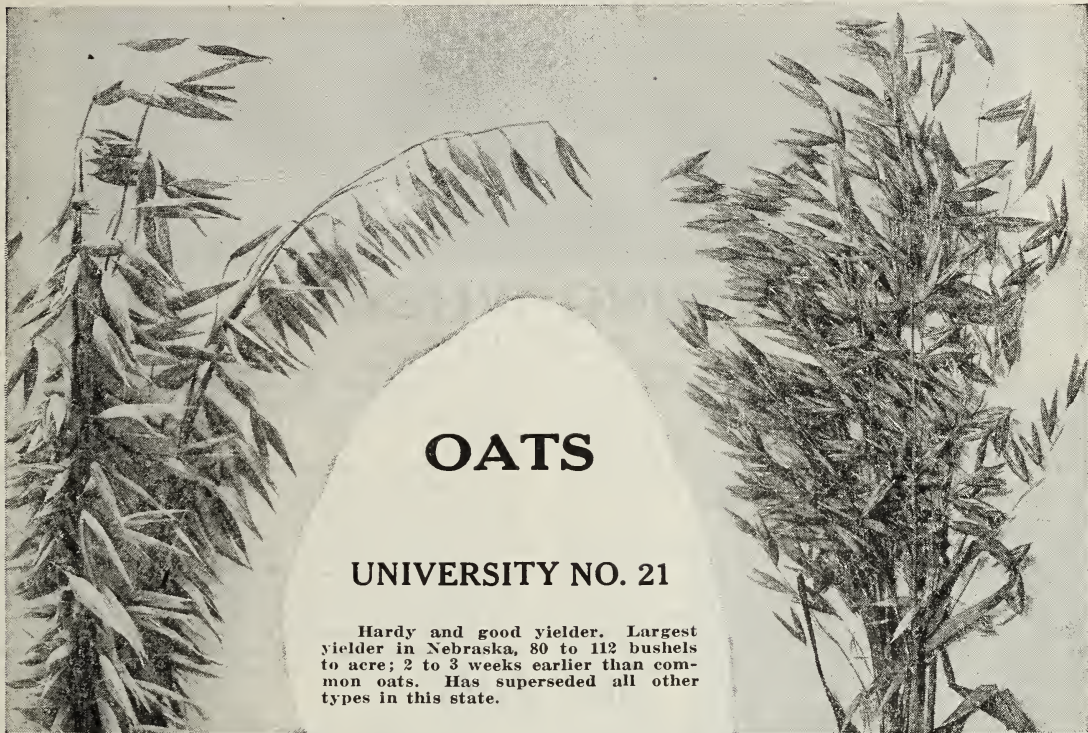 OATS
UNIVERSITY NO. 21
Hardy and good yielder. Largest
yielder in Nebraska, 80 to 112 bushels
to acre; 2 to 3 weeks earlier than com-
mon oats. Has superseded all other
types in this state.